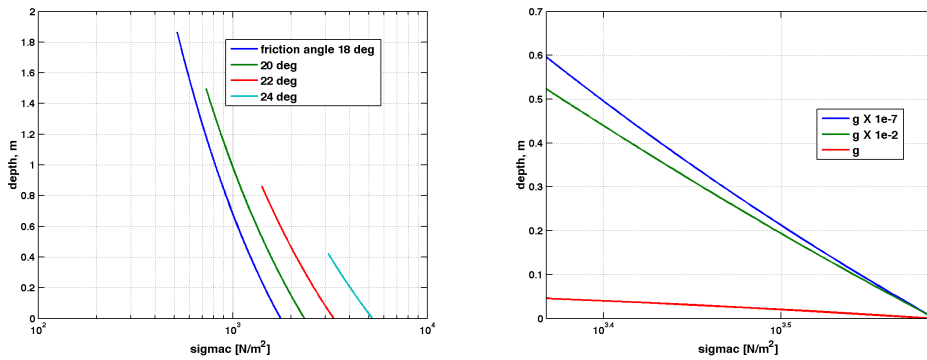 2
1.8
1.6
1.4
1.2
1
0.8
0.6
0.4
0.2
0
depth, m
10^2
10^3
10^4
sigmac [N/m^2]
friction angle 18 deg
20 deg
22 deg
24 deg
0.7
0.6
0.5
0.4
0.3
0.2
0.1
0
depth, m
10^3.4
10^3.5
sigmac [N/m^2]
g X 1e-7
g X 1e-2
g